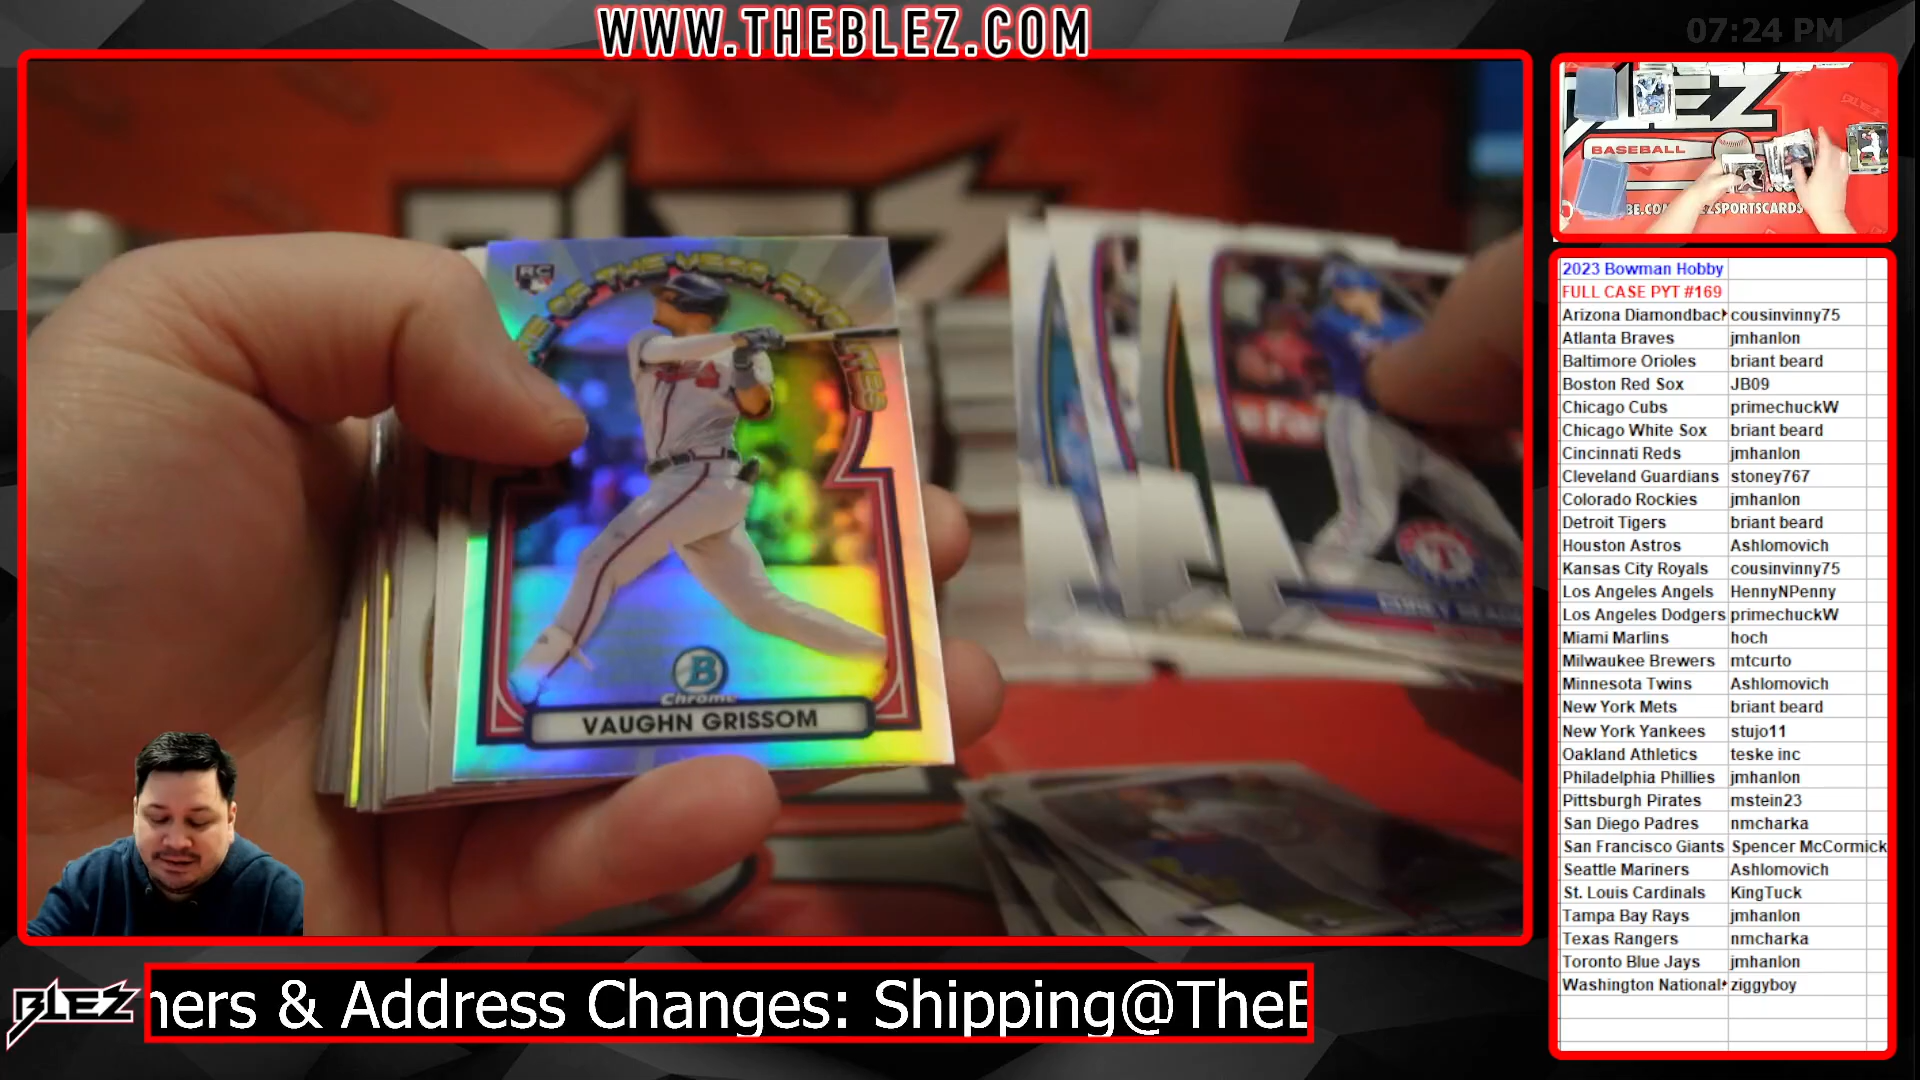 WWW.THEBLEZ.COM
07:24 PM
RC
VAUGHN GRISSOM
B
Chrome
T
BASEBALL
2023 Bowman Hobby
FULL CASE PYT #169
Arizona Diamondbac cousinvinny75
Atlanta Braves jmhanlon
Baltimore Orioles briant beard
Boston Red Sox JB09
Chicago Cubs primechuckW
Chicago White Sox briant beard
Cincinnati Reds jmhanlon
Cleveland Guardians stoney767
Colorado Rockies jmhanlon
Detroit Tigers briant beard
Houston Astros Ashlomovich
Kansas City Royals cousinvinny75
Los Angeles Angels HennyNPenny
Los Angeles Dodgers primechuckW
Miami Marlins hoch
Milwaukee Brewers mtcurto
Minnesota Twins Ashlomovich
New York Mets briant beard
New York Yankees stujo11
Oakland Athletics teske inc
Philadelphia Phillies jmhanlon
Pittsburgh Pirates mstein23
San Diego Padres nmcharka
San Francisco Giants Spencer McCormick
Seattle Mariners Ashlomovich
St. Louis Cardinals KingTuck
Tampa Bay Rays jmhanlon
Texas Rangers nmcharka
Toronto Blue Jays jmhanlon
Washington National ziggyboy
BLEZ
ners & Address Changes: Shipping@TheB